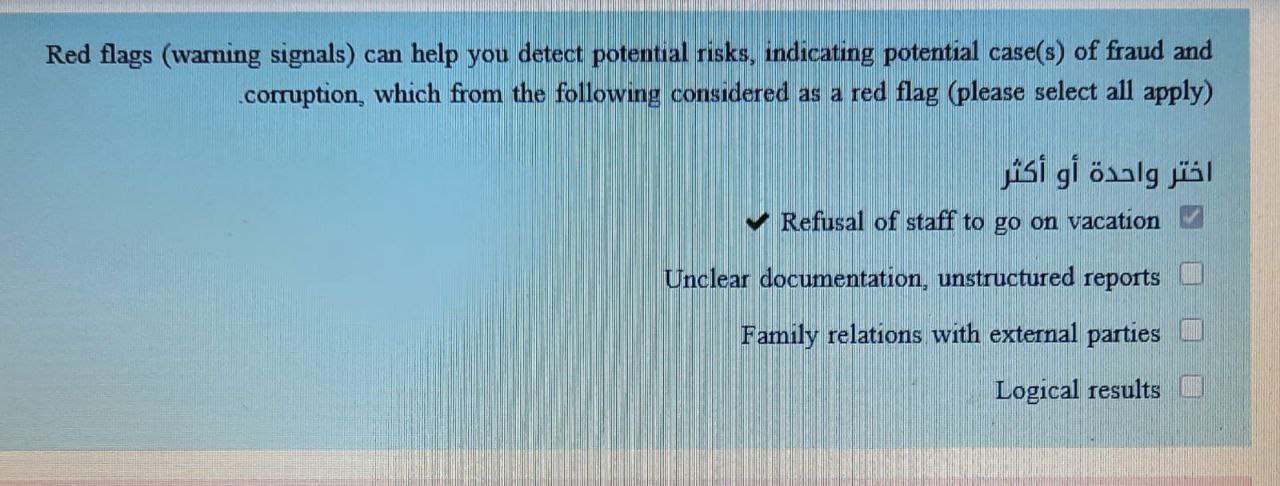 Red flags (warning signals) can help you detect potential risks, indicating potential case(s) of fraud and
.corruption, which from the following considered as a red flag (please select all apply)
اختر واحدة أو أكثر
Refusal of staff to go on vacation
Unclear documentation, unstructured reports
Family relations with external parties
Logical results